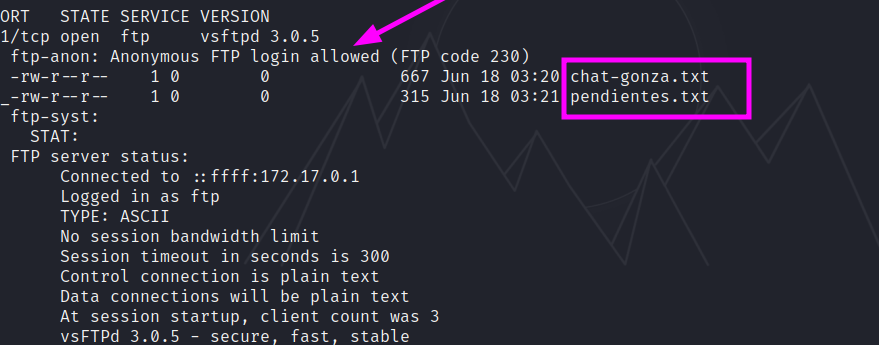 ORT   STATE SERVICE VERSION
1/tcp open  ftp     vsftpd 3.0.5
ftp-anon: Anonymous FTP login allowed (FTP code 230)
-rw-r--r--    1 0        0             667 Jun 18 03:20 chat-gonza.txt
_-rw-r--r--    1 0        0             315 Jun 18 03:21 pendientes.txt
ftp-syst:
STAT:
FTP server status:
Connected to ::ffff:172.17.0.1
Logged in as ftp
TYPE: ASCII
No session bandwidth limit
Session timeout in seconds is 300
Control connection is plain text
Data connections will be plain text
At session startup, client count was 3
vsFTPd 3.0.5 - secure, fast, stable